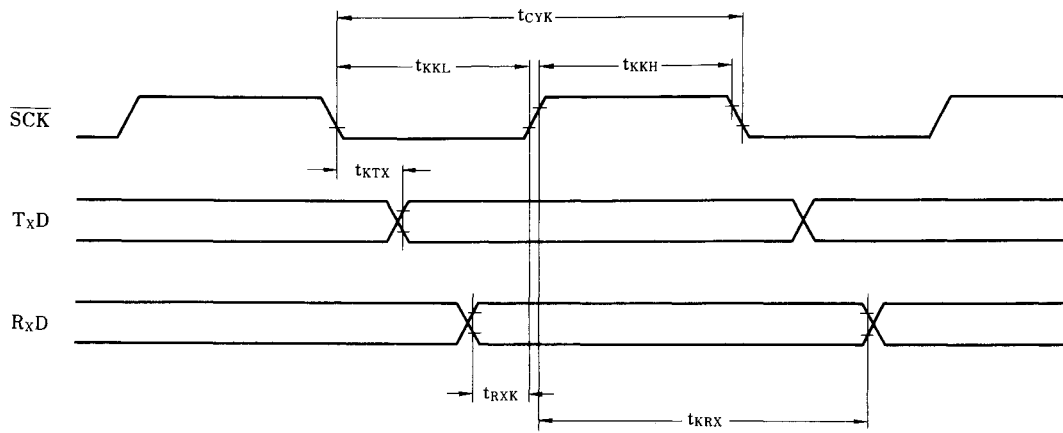 tCYK
tKKL
tKKH
SCK
tKTX
TXD
RXD
tRXK
tKRX